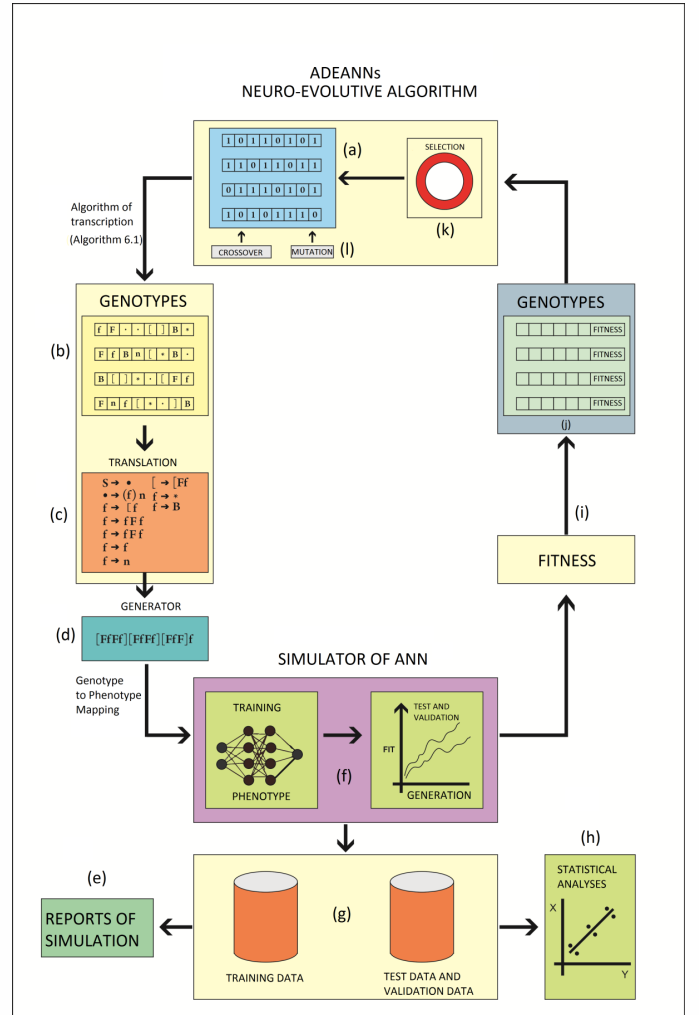 ADEANNs
NEURO-EVOLUTIVE ALGORITHM
1 0 1 1 0 1 0 1
1 1 0 1 1 0 1 1
0 1 1 1 0 1 0 1
1 0 1 0 1 1 1 0
CROSSOVER
MUTATION
(l)
(a)
SELECTION
(k)
Algorithm of
transcription
(Algorithm 6.1)
GENOTYPES
(b)
f F · · [ ] B *
F f B n [ * B ·
B [ ] * · [ F f
F n f [ * · ] B
TRANSLATION
(c)
S → •
• → (f) n
f → [f
f → fFf
f → fFf
f → f
f → n
[ → [Ff
f → *
f → B
GENERATOR
(d)
[FfFf][FfFf][FfF]f
Genotype
to Phenotype
Mapping
SIMULATOR OF ANN
TRAINING
PHENOTYPE
(f)
TEST AND
VALIDATION
FIT
GENERATION
GENOTYPES
FITNESS
FITNESS
FITNESS
FITNESS
(j)
(i)
FITNESS
(e)
REPORTS OF
SIMULATION
(g)
TRAINING DATA
TEST DATA AND
VALIDATION DATA
(h)
STATISTICAL
ANALYSES
X
Y